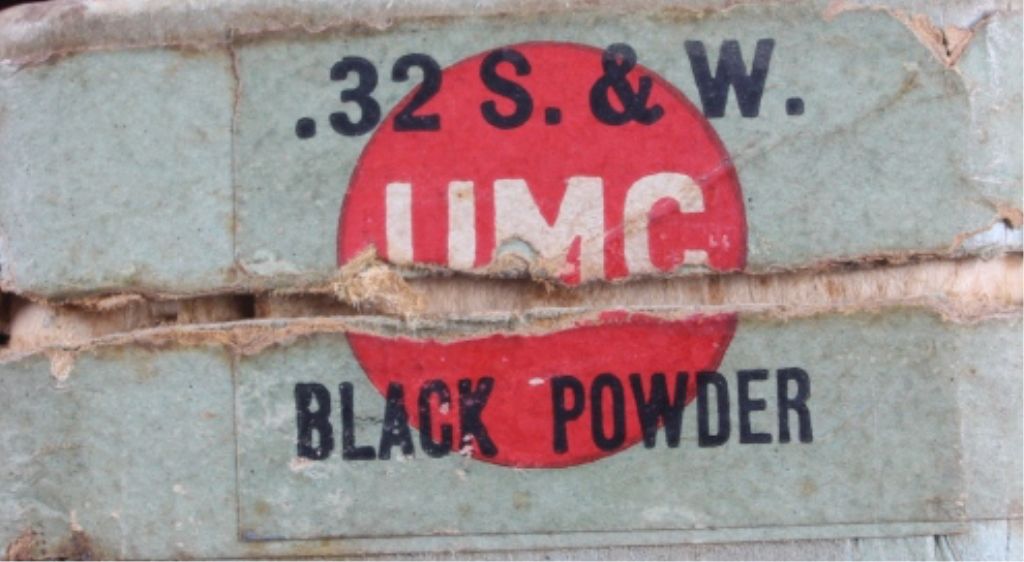 .32 S. & W.
UMC
BLACK POWDER